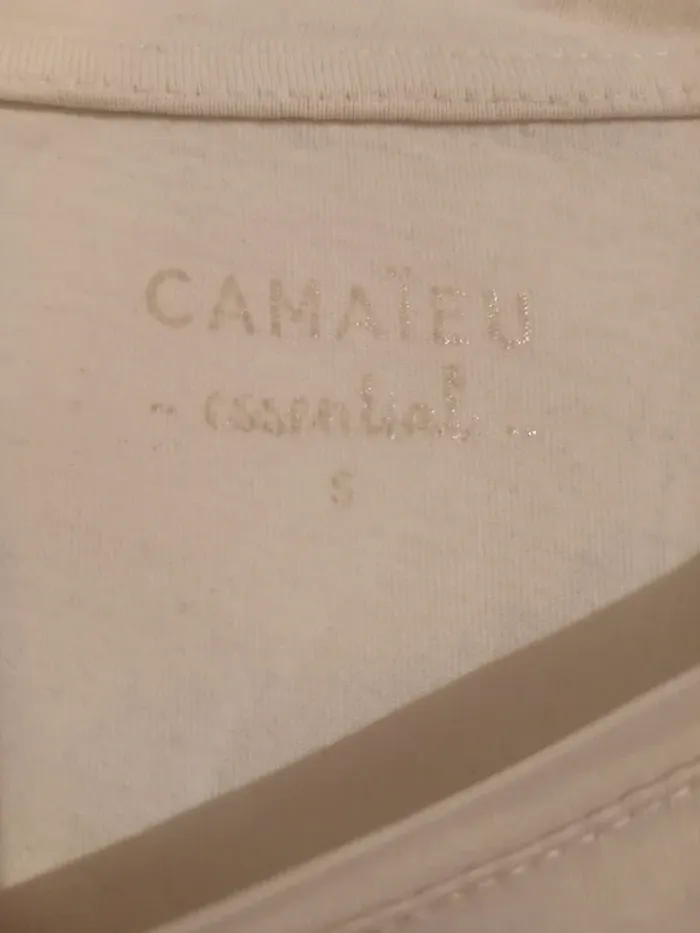 CAMAÏEU
- essential -
S